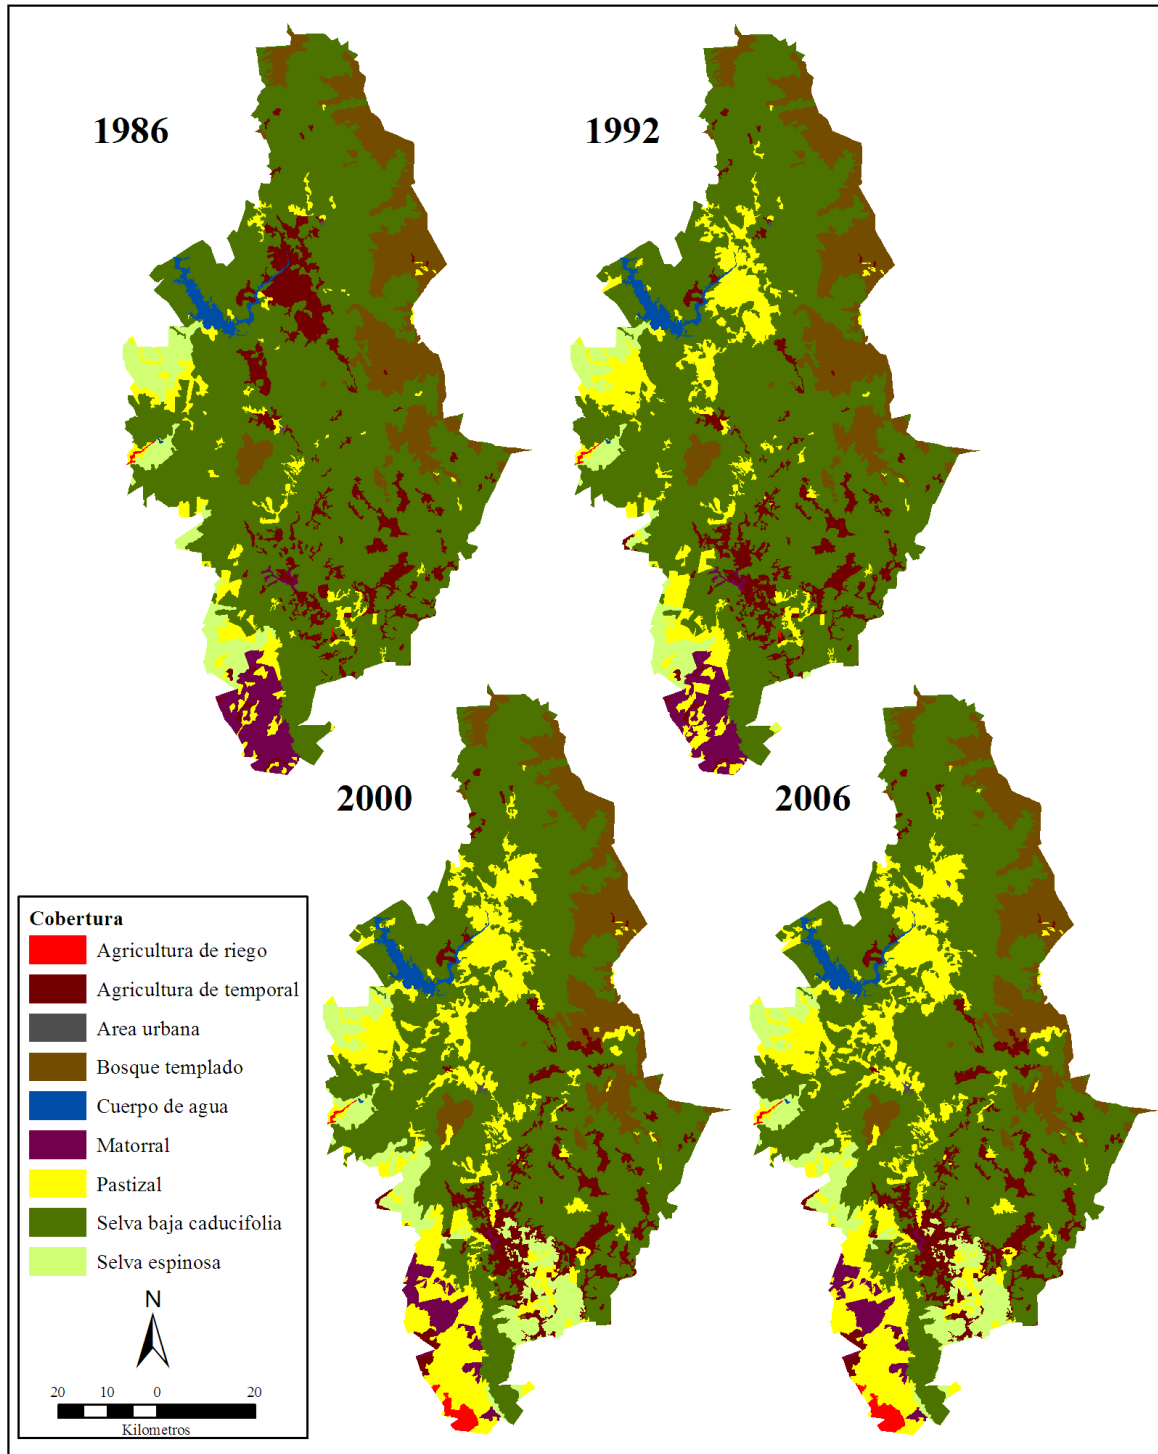 1986
1992
2000
2006
Cobertura
Agricultura de riego
Agricultura de temporal
Area urbana
Bosque templado
Cuerpo de agua
Matorral
Pastizal
Selva baja caducifolia
Selva espinosa
N
20 10 0 20
Kilometros